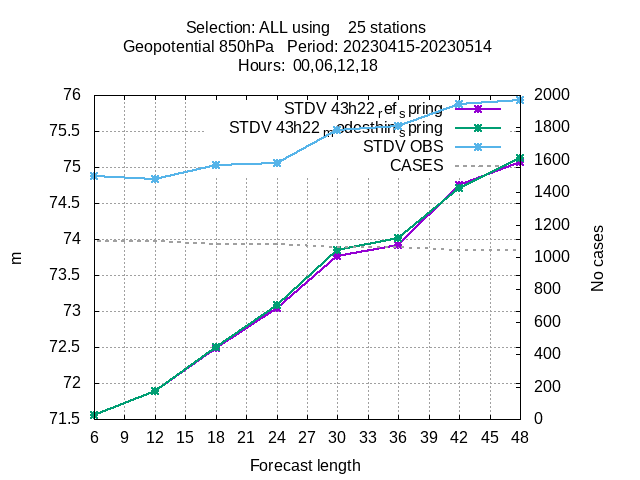 Selection: ALL using 25 stations
Geopotential 850hPa Period: 20230415-20230514
Hours: 00,06,12,18
STDV 43h22_ref_spring
STDV OBS
CASES
76
75.5
75
74.5
74
73.5
73
72.5
72
71.5
2000
1800
1600
1400
1200
1000
800
600
400
200
0
m
No cases
6 9 12 15 18 21 24 27 30 33 36 39 42 45 48
Forecast length